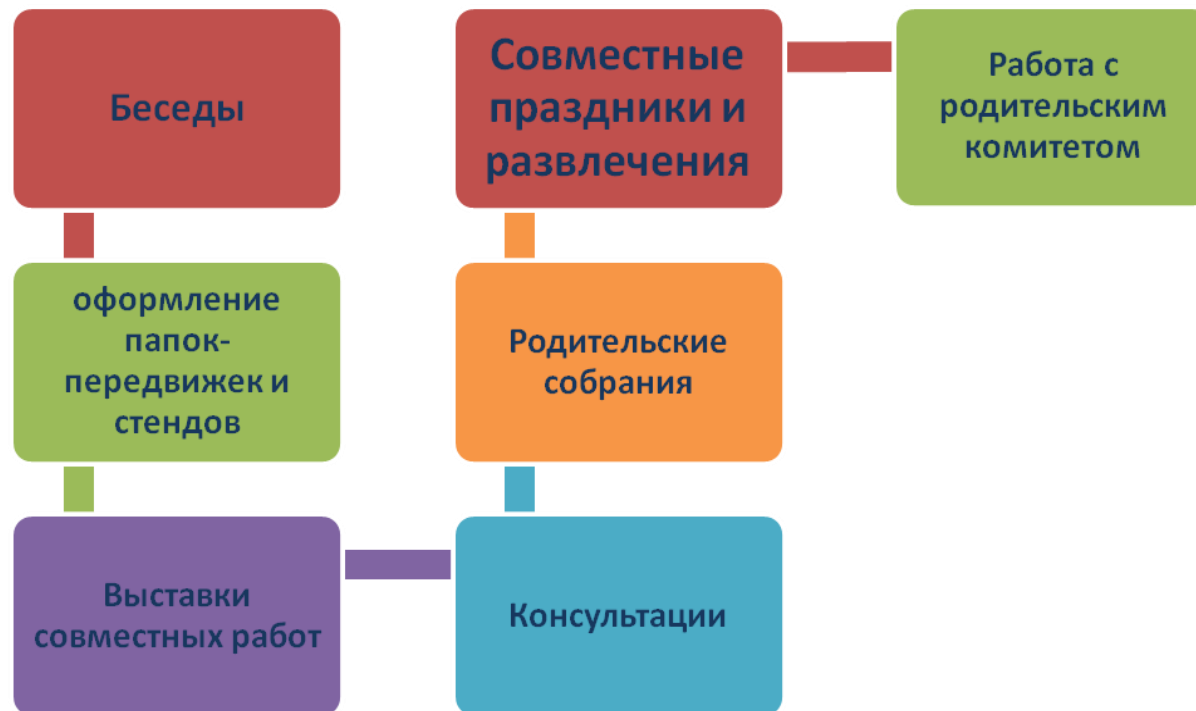 Беседы
оформление
папок-
передвижек и
стендов
Выставки
совместных работ
Консультации
Родительские
собрания
Совместные
праздники и
развлечения
Работа с
родительским
комитетом